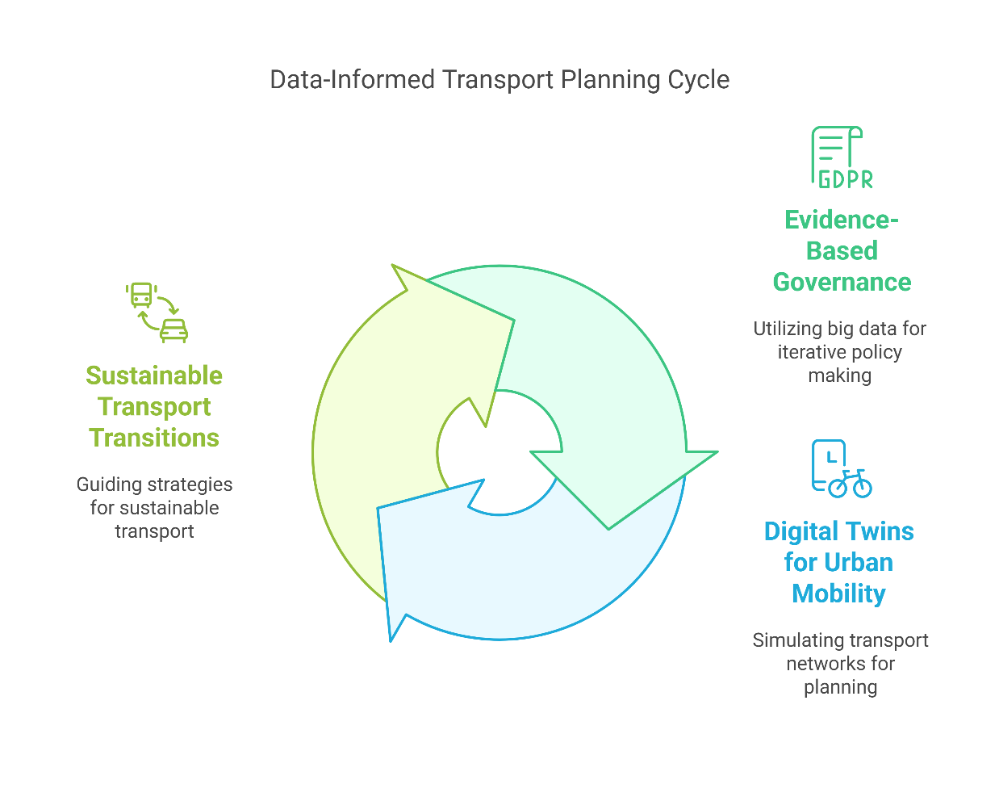 Data-Informed Transport Planning Cycle
GDPR
Evidence-
Based
Governance
Utilizing big data for
iterative policy
making
Sustainable
Transport
Transitions
Guiding strategies
for sustainable
transport
Digital Twins
for Urban
Mobility
Simulating transport
networks for
planning